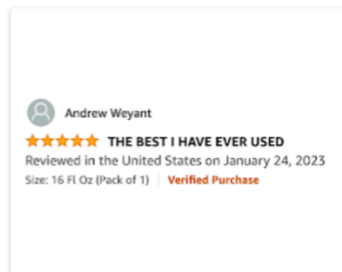 Andrew Weyant
THE BEST I HAVE EVER USED
Reviewed in the United States on January 24, 2023
Size: 16 Fl Oz (Pack of 1) | Verified Purchase